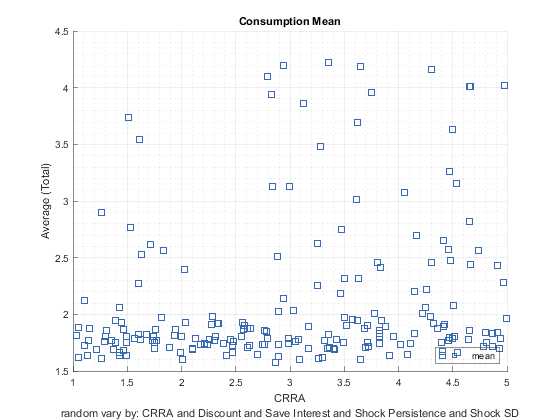 Consumption Mean
4.5
4
3.5
3
2.5
2
1.5
Average (Total)
mean
1 1.5 2 2.5 3 3.5 4 4.5 5
CRRA
random vary by: CRRA and Discount and Save Interest and Shock Persistence and Shock SD